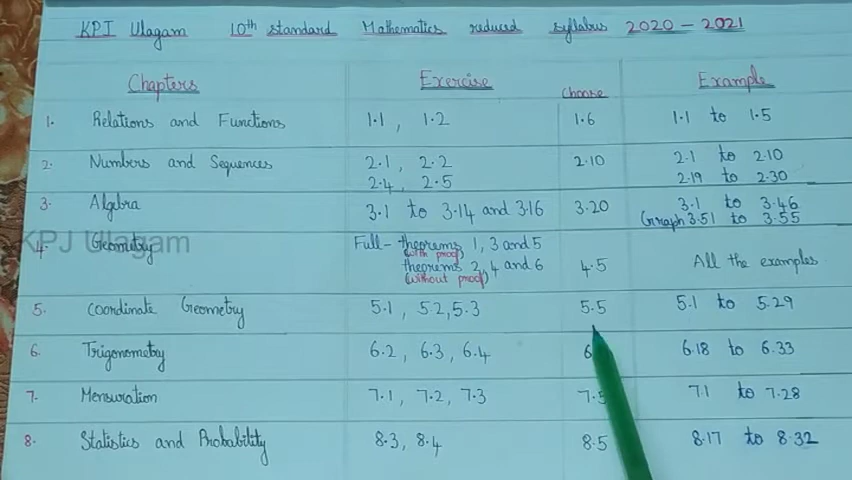 KPJ Ulagam 10th standard Mathematics reduced syllabus 2020 - 2021
Chapters Exercise Choose Example
1. Relations and Functions 1.1, 1.2 1.6 1.1 to 1.5
2. Numbers and Sequences 2.1, 2.2 2.10 2.1 to 2.10
2.4, 2.5 2.19 to 2.30
3. Algebra 3.1 to 3.14 and 3.16 3.20 3.1 to 3.46
Graph 3.51 to 3.55
KPJ Ulagam
4. Geometry Full - theorems 1, 3 and 5
(with proof)
theorems 2, 4 and 6 4.5 All the examples
(without proof)
5. Coordinate Geometry 5.1, 5.2, 5.3 5.5 5.1 to 5.29
6. Trigonometry 6.2, 6.3, 6.4 6.18 to 6.33
7. Mensuration 7.1, 7.2, 7.3 7.5 7.1 to 7.28
8. Statistics and Probability 8.3, 8.4 8.5 8.17 to 8.32